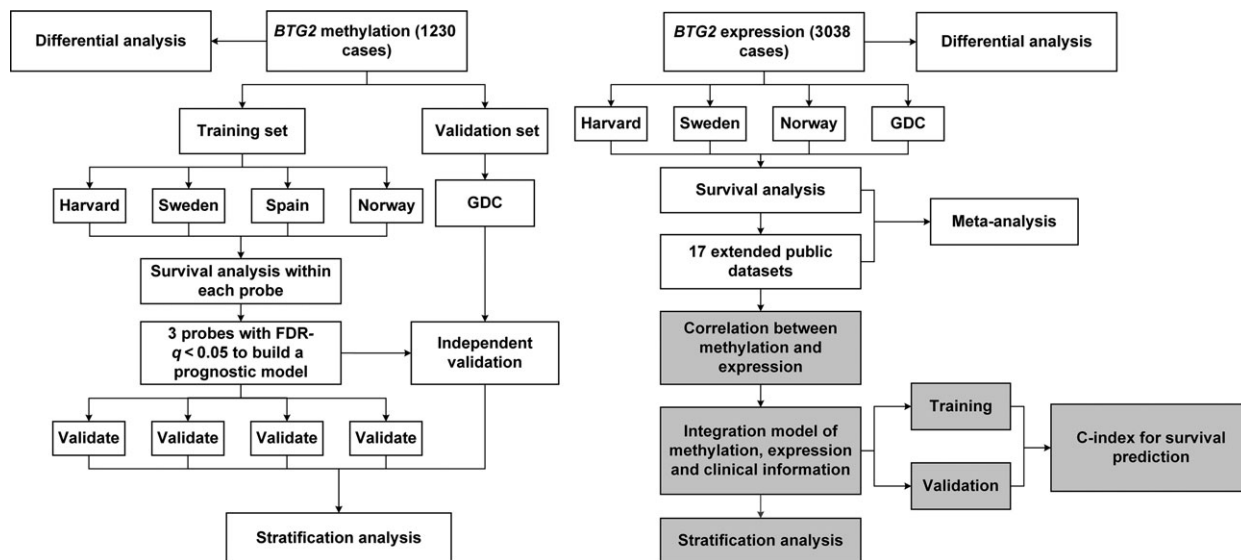 Differential analysis
BTG2 methylation (1230
cases)
Training set
Validation set
Harvard
Sweden
Spain
Norway
GDC
Survival analysis within
each probe
3 probes with FDR-
q < 0.05 to build a
prognostic model
Independent
validation
Validate
Validate
Validate
Validate
Stratification analysis
BTG2 expression (3038
cases)
Differential analysis
Harvard
Sweden
Norway
GDC
Survival analysis
Meta-analysis
17 extended public
datasets
Correlation between
methylation and
expression
Integration model of
methylation, expression
and clinical information
Training
Validation
C-index for survival
prediction
Stratification analysis